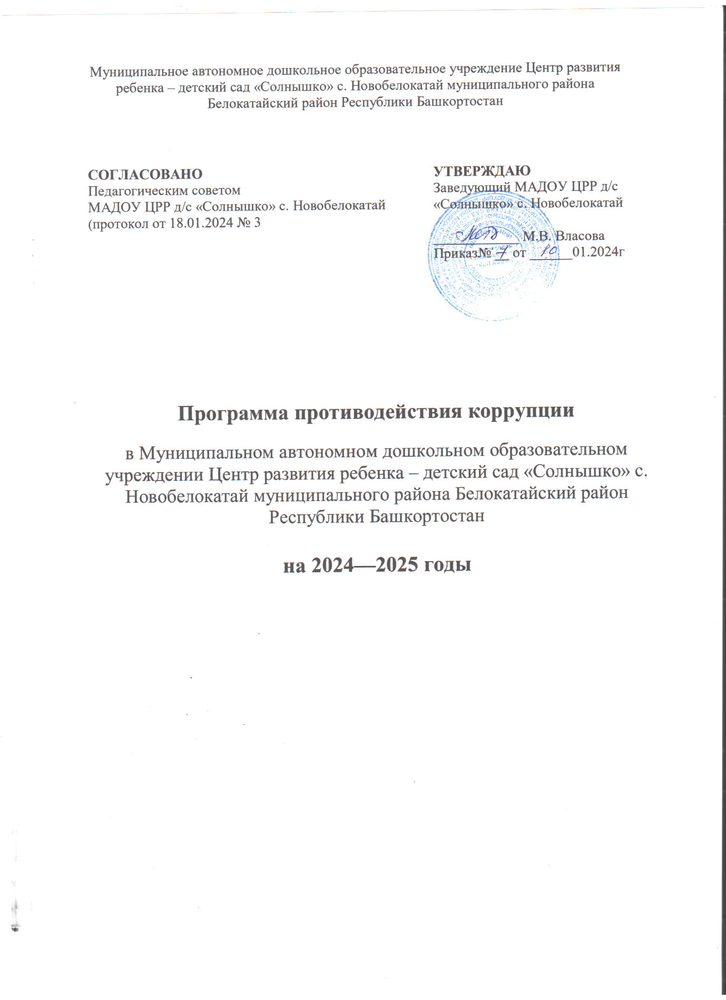 Муниципальное автономное дошкольное образовательное учреждение Центр развития
ребенка – детский сад «Солнышко» с. Новобелокатай муниципального района
Белокатайский район Республики Башкортостан
СОГЛАСОВАНО
Педагогическим советом
МАДОУ ЦРР д/с «Солнышко» с. Новобелокатай
(протокол от 18.01.2024 № 3
УТВЕРЖДАЮ
Заведующий МАДОУ ЦРР д/с
«Солнышко» с. Новобелокатай
М.В. Власова
Приказ№ 7 от 10 01.2024г
Программа противодействия коррупции
в Муниципальном автономном дошкольном образовательном
учреждении Центр развития ребенка – детский сад «Солнышко» с.
Новобелокатай муниципального района Белокатайский район
Республики Башкортостан
на 2024—2025 годы